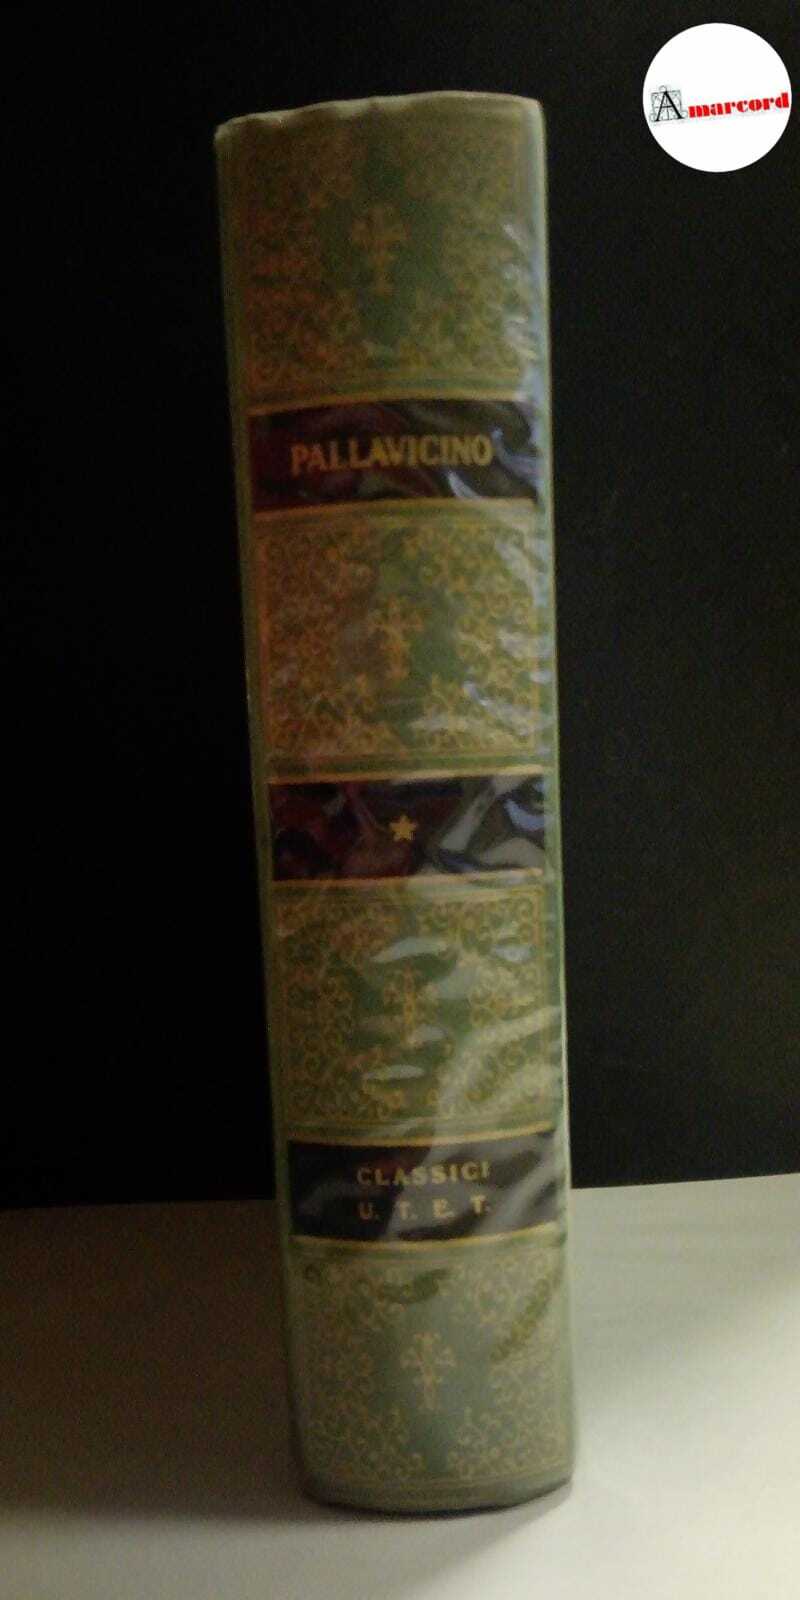 Amarcord
PALLAVICINO
CLASSICI
U. T. E. T.